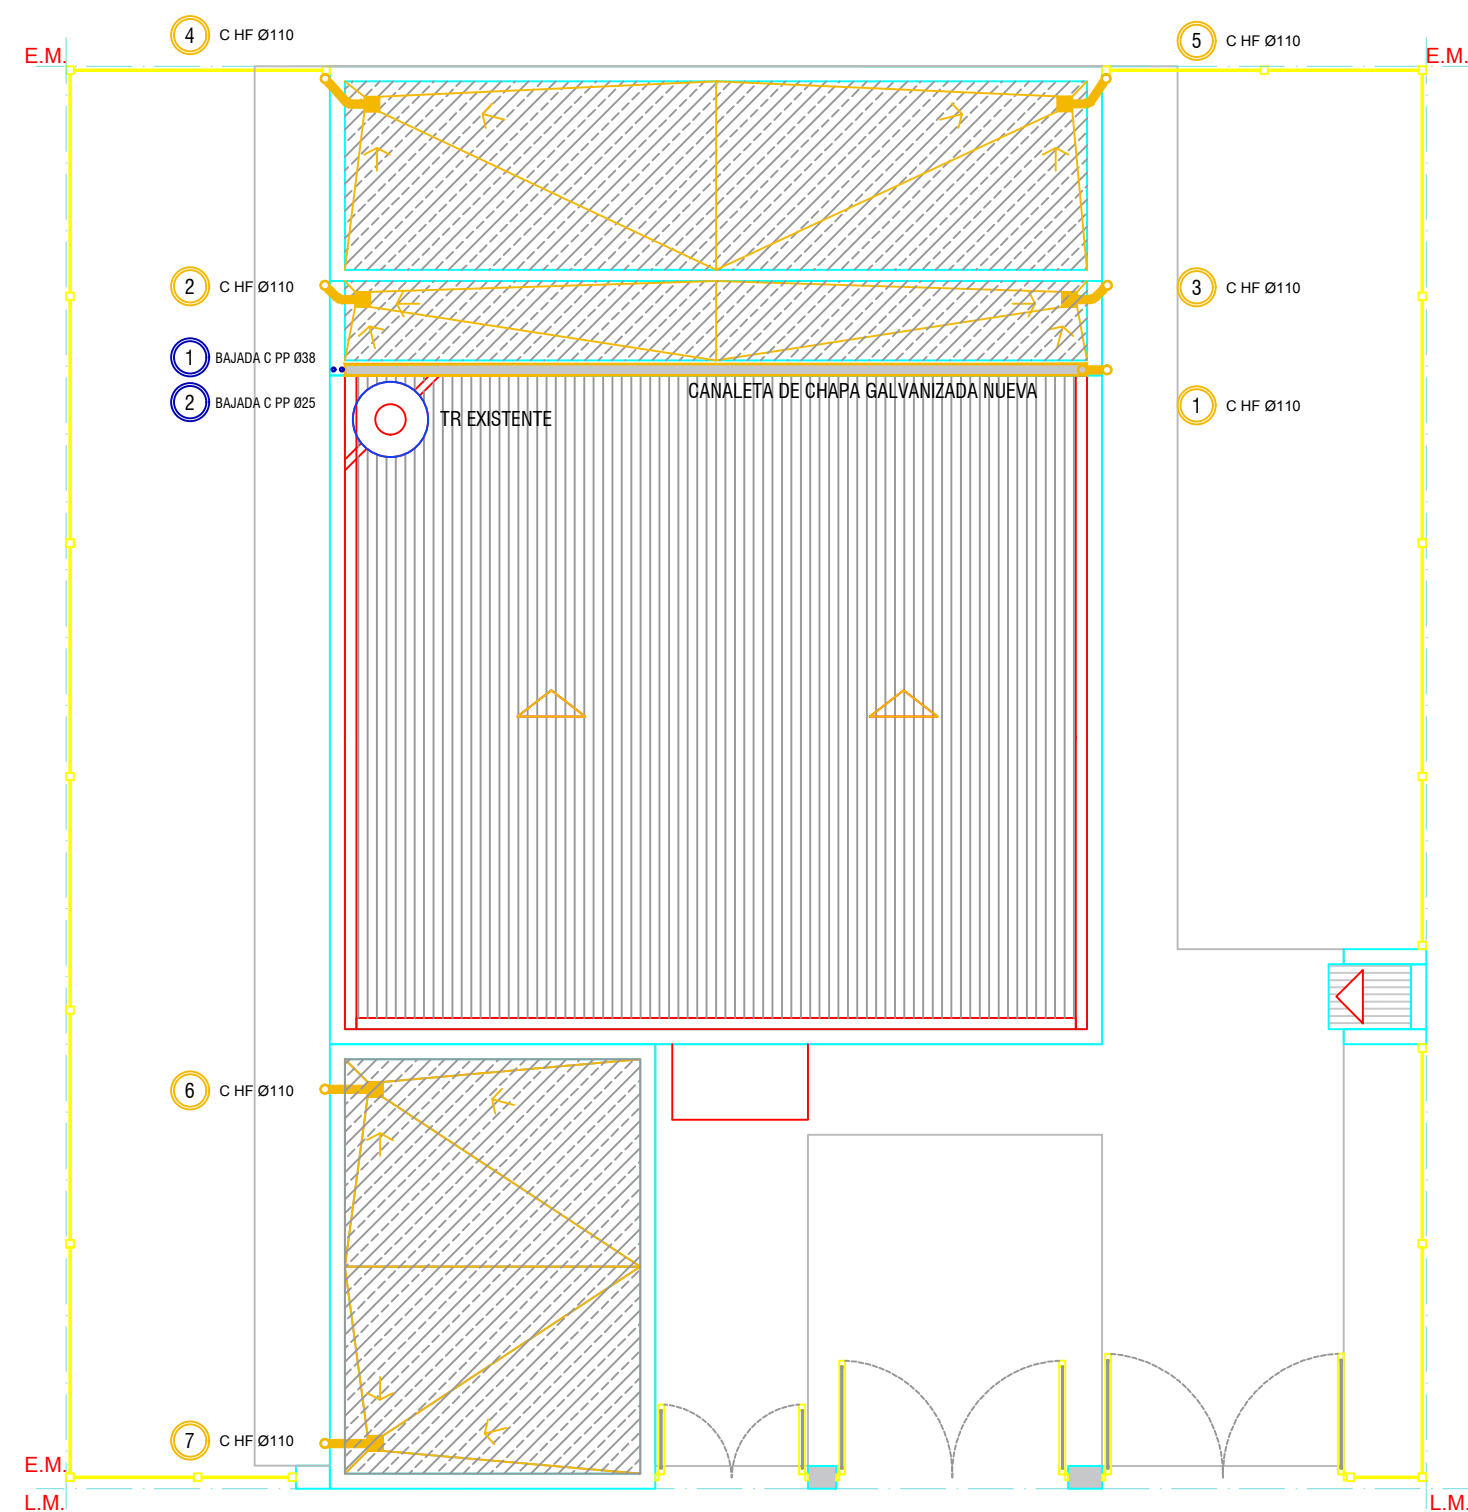 4 C HF Ø110
5 C HF Ø110
E.M.
E.M.
2 C HF Ø110
3 C HF Ø110
1 BAJADA C PP Ø38
CANALETA DE CHAPA GALVANIZADA NUEVA
2 BAJADA C PP Ø25
1 C HF Ø110
TR EXISTENTE
6 C HF Ø110
7 C HF Ø110
E.M.
L.M.
L.M.